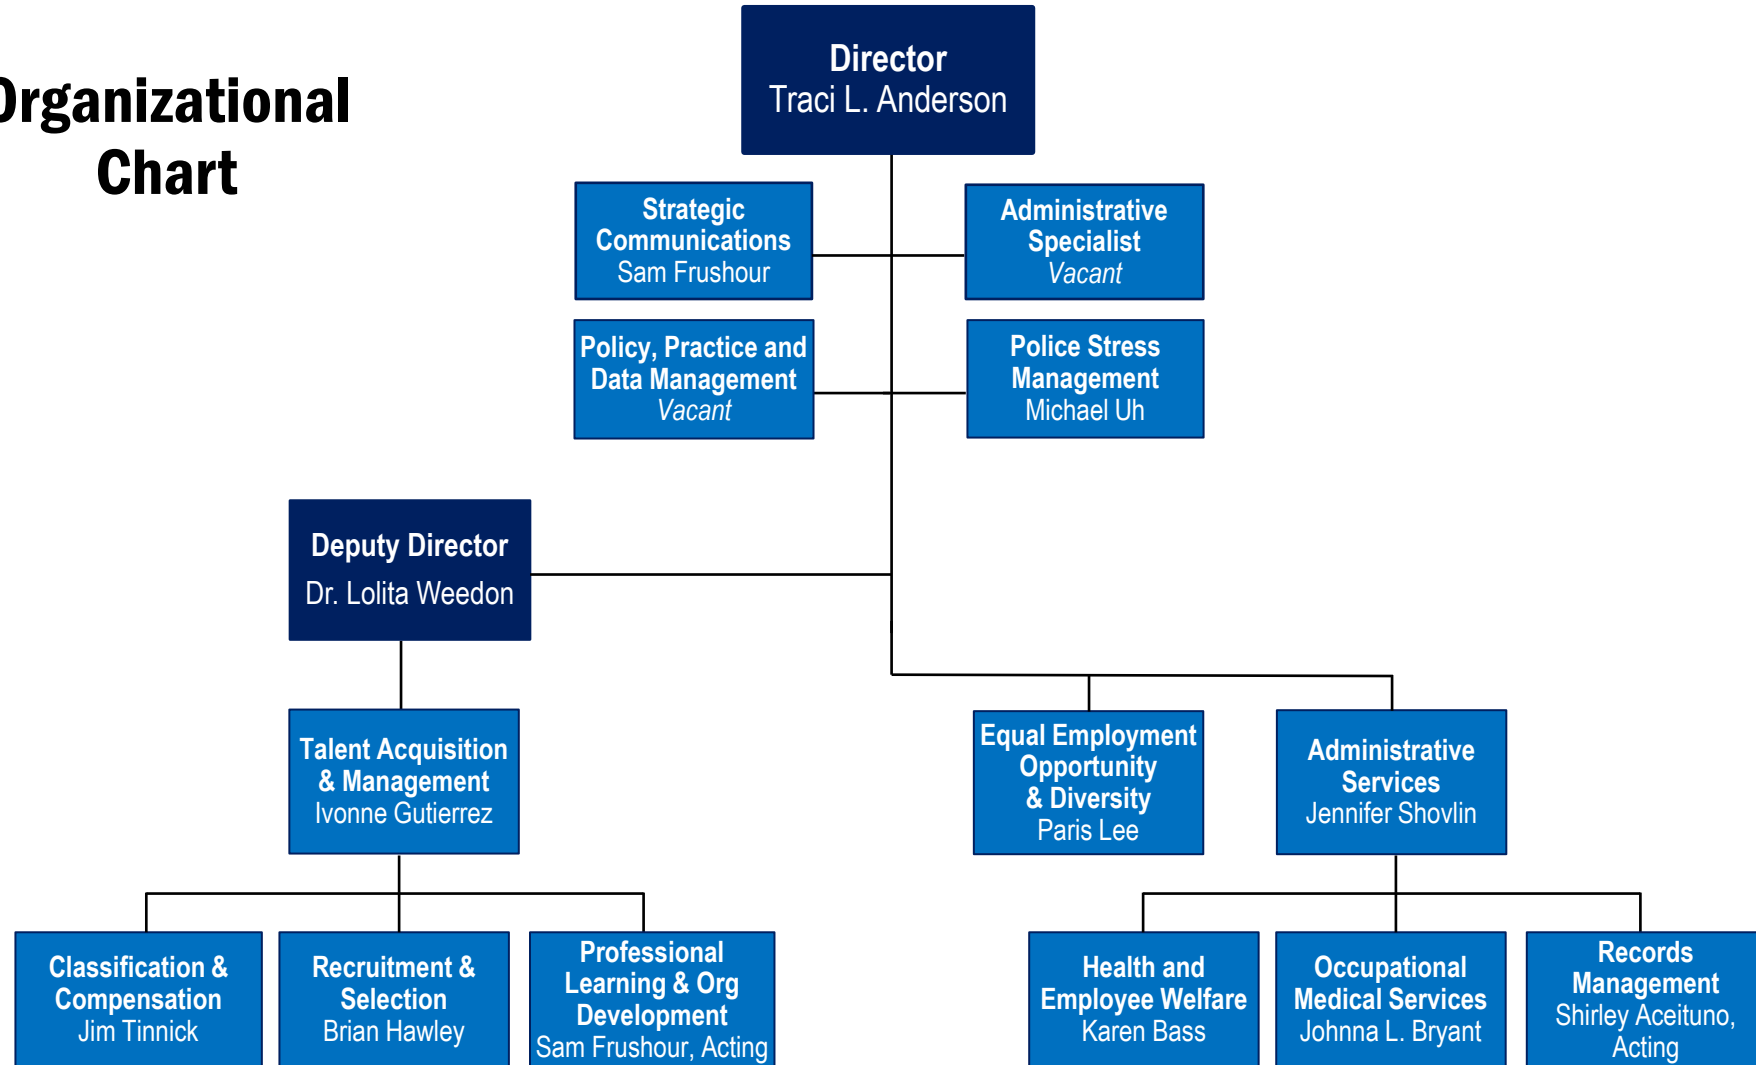 Organizational
Chart
Director
Traci L. Anderson
Strategic
Communications
Sam Frushour
Administrative
Specialist
Vacant
Policy, Practice and
Data Management
Vacant
Police Stress
Management
Michael Uh
Deputy Director
Dr. Lolita Weedon
Talent Acquisition
& Management
Ivonne Gutierrez
Equal Employment
Opportunity
& Diversity
Paris Lee
Administrative
Services
Jennifer Shovlin
Classification &
Compensation
Jim Tinnick
Recruitment &
Selection
Brian Hawley
Professional
Learning & Org
Development
Sam Frushour, Acting
Health and
Employee Welfare
Karen Bass
Occupational
Medical Services
Johnna L. Bryant
Records
Management
Shirley Aceituno,
Acting